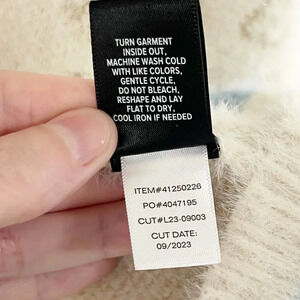 TURN GARMENT
INSIDE OUT,
MACHINE WASH COLD
WITH LIKE COLORS,
GENTLE CYCLE,
DO NOT BLEACH,
RESHAPE AND LAY
FLAT TO DRY,
COOL IRON IF NEEDED
ITEM#41250226
PO#4047195
CUT#L23-09003
CUT DATE:
09/2023